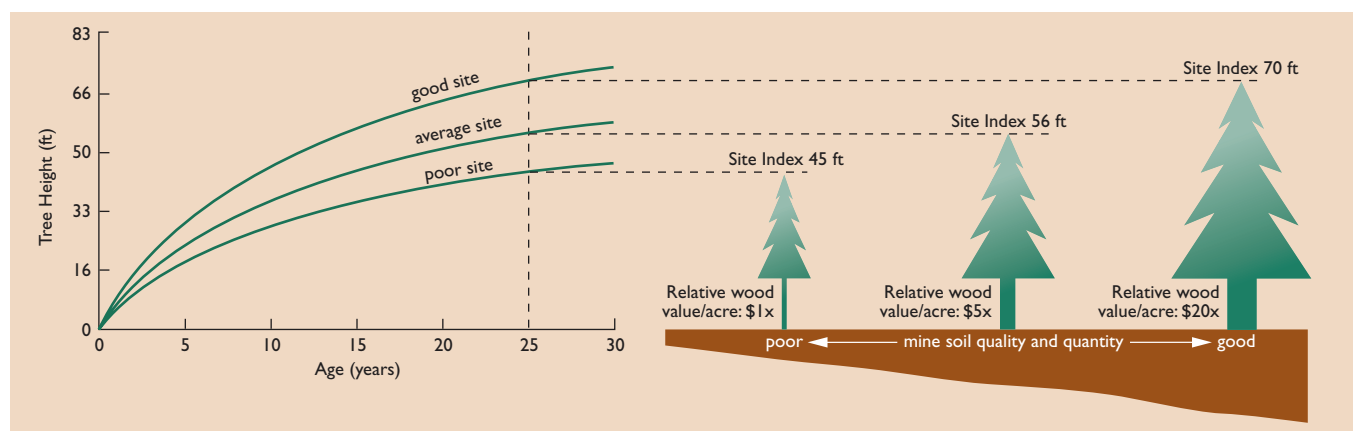 83
66
50
33
16
0
Tree Height (ft)
0 5 10 15 20 25 30
Age (years)
good site
average site
poor site
Site Index 45 ft
Site Index 56 ft
Site Index 70 ft
Relative wood
value/acre: $1x
Relative wood
value/acre: $5x
Relative wood
value/acre: $20x
poor mine soil quality and quantity good